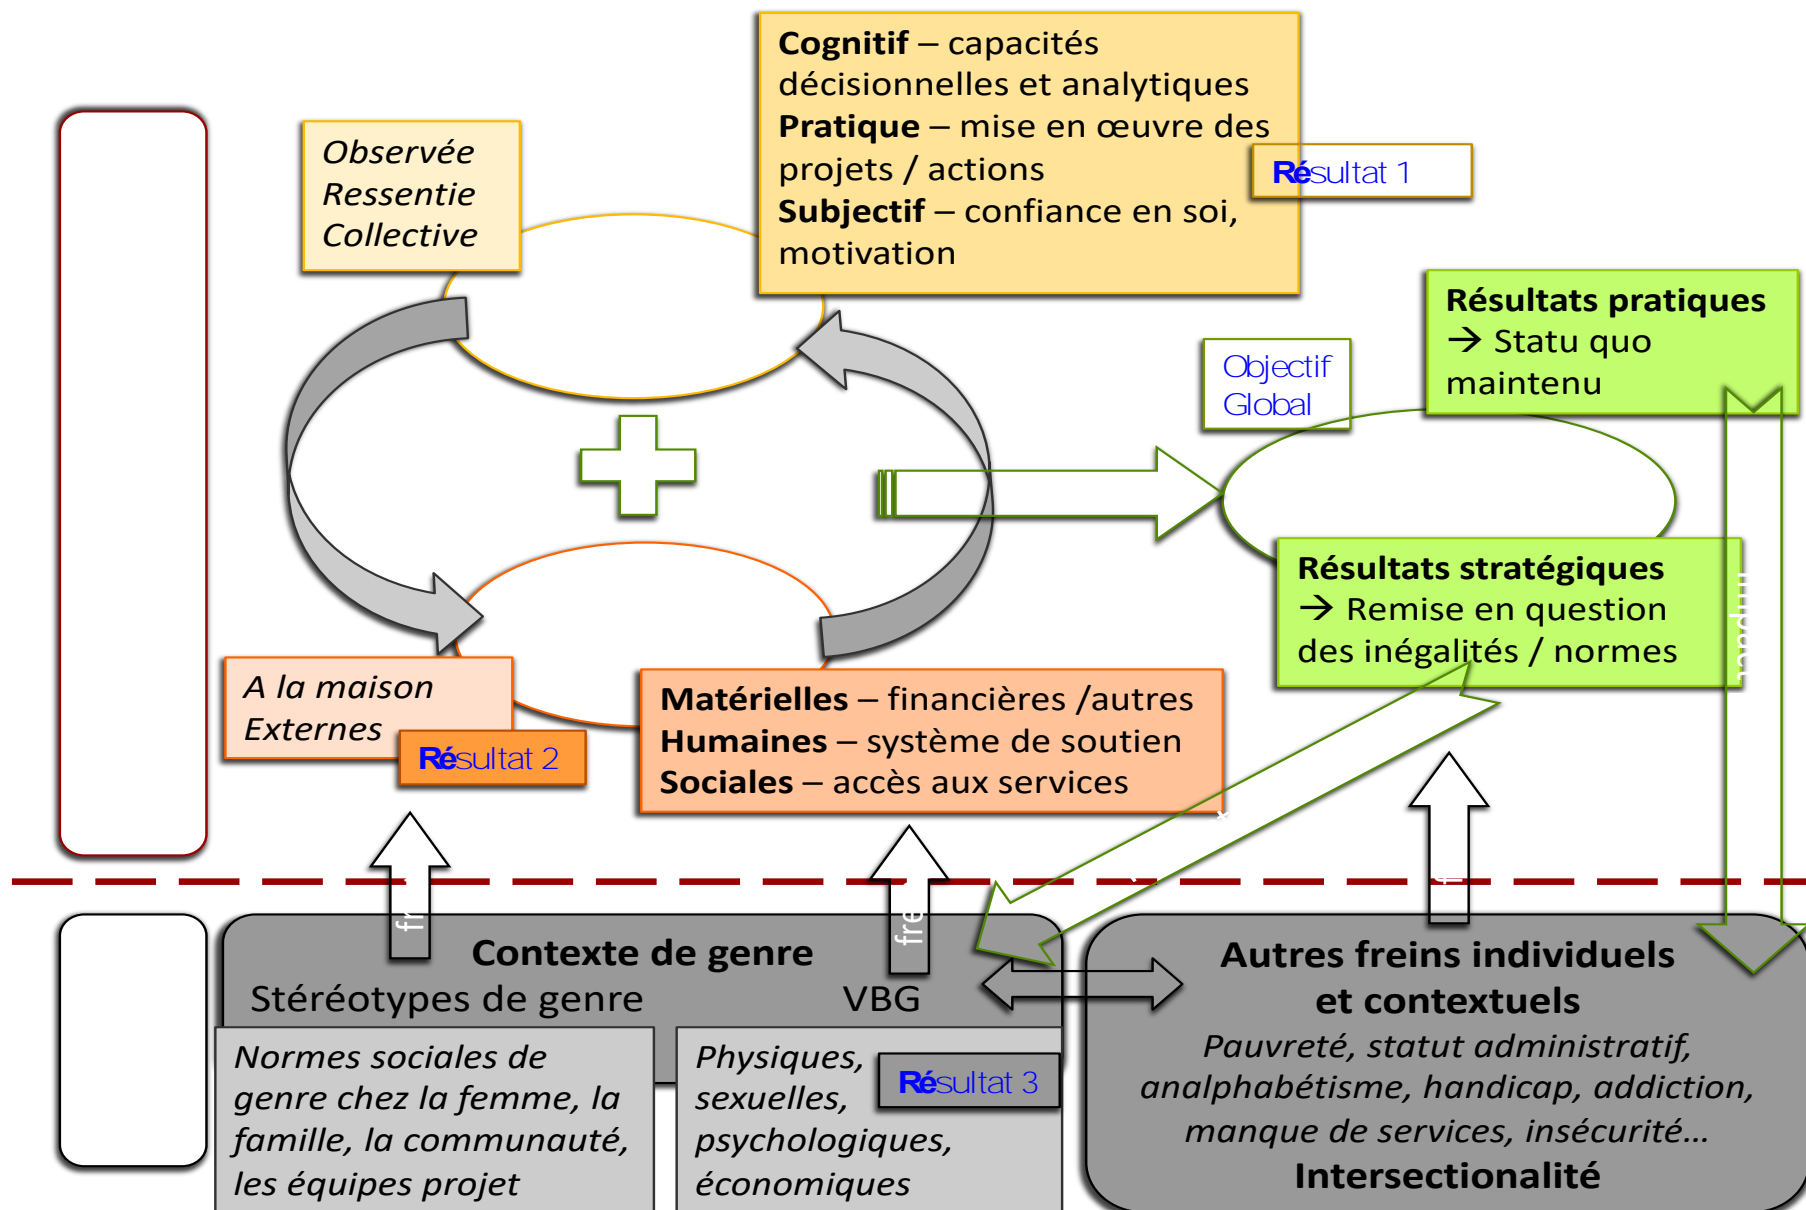 Cognitif – capacités
décisionnelles et analytiques
Pratique – mise en œuvre des
projets / actions
Subjectif – confiance en soi,
motivation
Observée
Ressentie
Collective
Résultat 1
Résultats pratiques
→ Statu quo
maintenu
Objectif
Global
Résultats stratégiques
→ Remise en question
des inégalités / normes
A la maison
Externes
Résultat 2
Matérielles – financières /autres
Humaines – système de soutien
Sociales – accès aux services
Contexte de genre
Stéréotypes de genre
VBG
Normes sociales de
genre chez la femme, la
famille, la communauté,
les équipes projet
Physiques,
sexuelles,
psychologiques,
économiques
Résultat 3
Autres freins individuels
et contextuels
Pauvreté, statut administratif,
analphabétisme, handicap, addiction,
manque de services, insécurité...
Intersectionalité